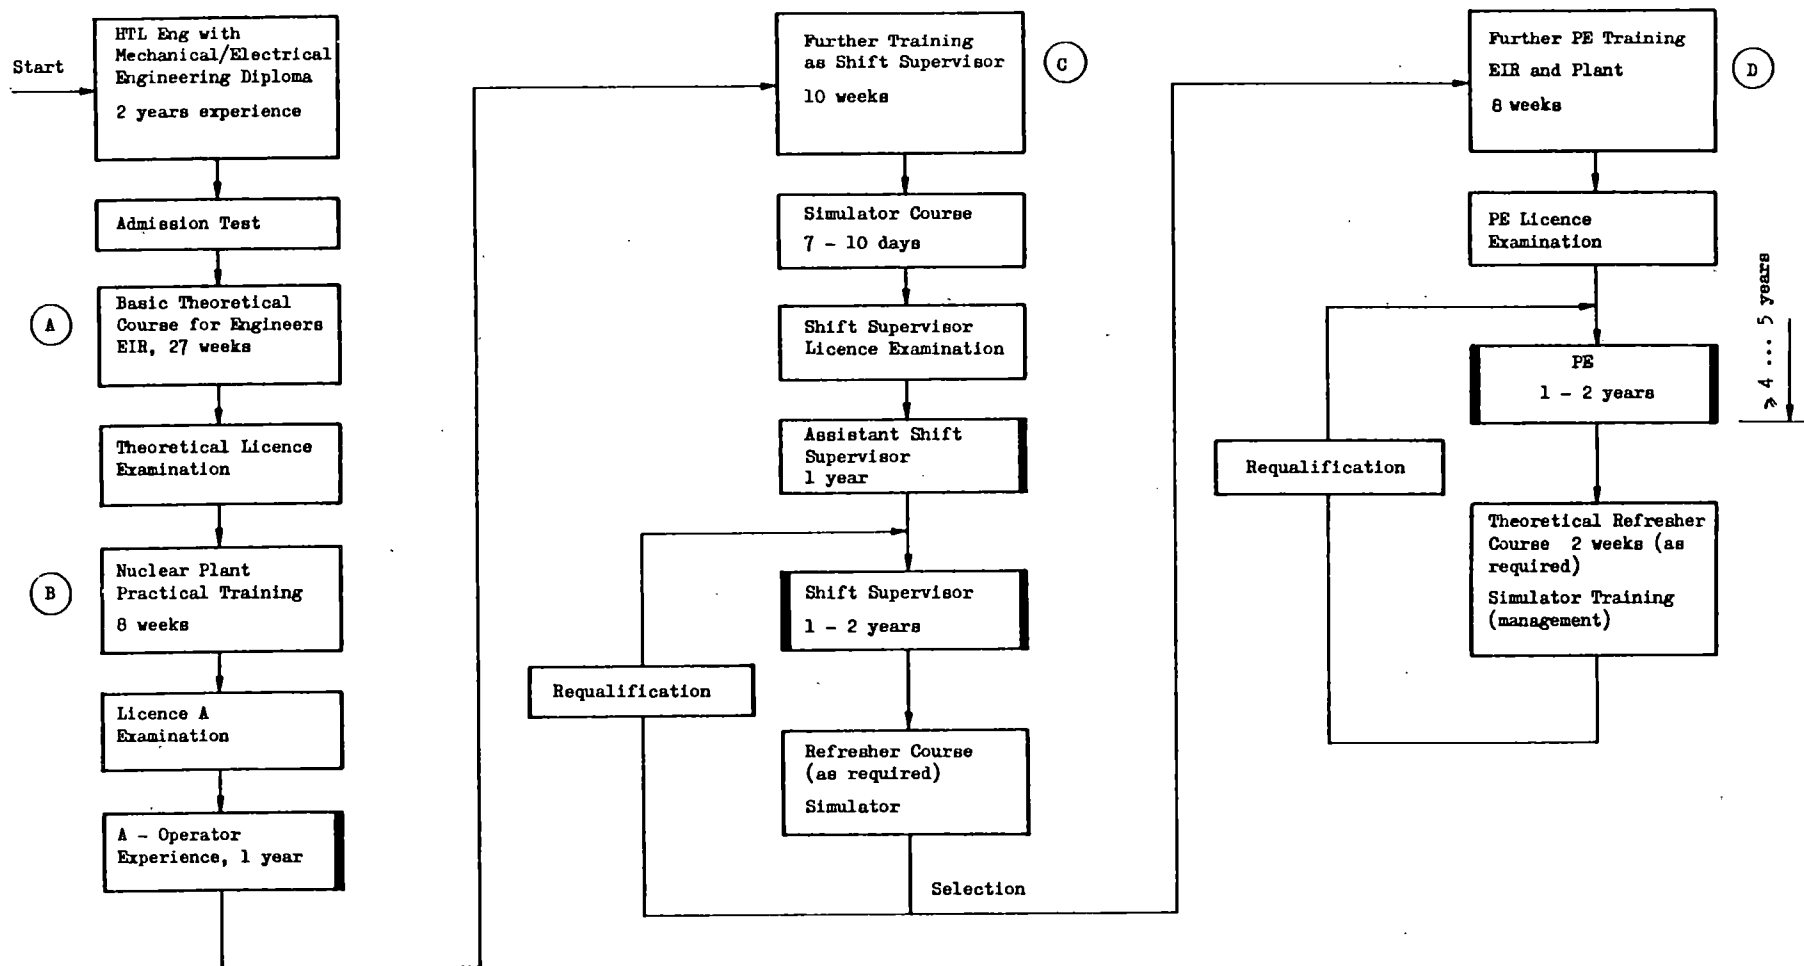 Start
HTL Eng with
Mechanical/Electrical
Engineering Diploma
2 years experience
Admission Test
A
Basic Theoretical
Course for Engineers
EIR, 27 weeks
Theoretical Licence
Examination
B
Nuclear Plant
Practical Training
8 weeks
Licence A
Examination
A - Operator
Experience, 1 year
Further Training
as Shift Supervisor
10 weeks
C
Simulator Course
7 - 10 days
Shift Supervisor
Licence Examination
Assistant Shift
Supervisor
1 year
Shift Supervisor
1 - 2 years
Requalification
Refresher Course
(as required)
Simulator
Selection
Further PE Training
EIR and Plant
8 weeks
D
PE Licence
Examination
PE
1 - 2 years
⩾ 4 ... 5 years
Requalification
Theoretical Refresher
Course 2 weeks (as
required)
Simulator Training
(management)